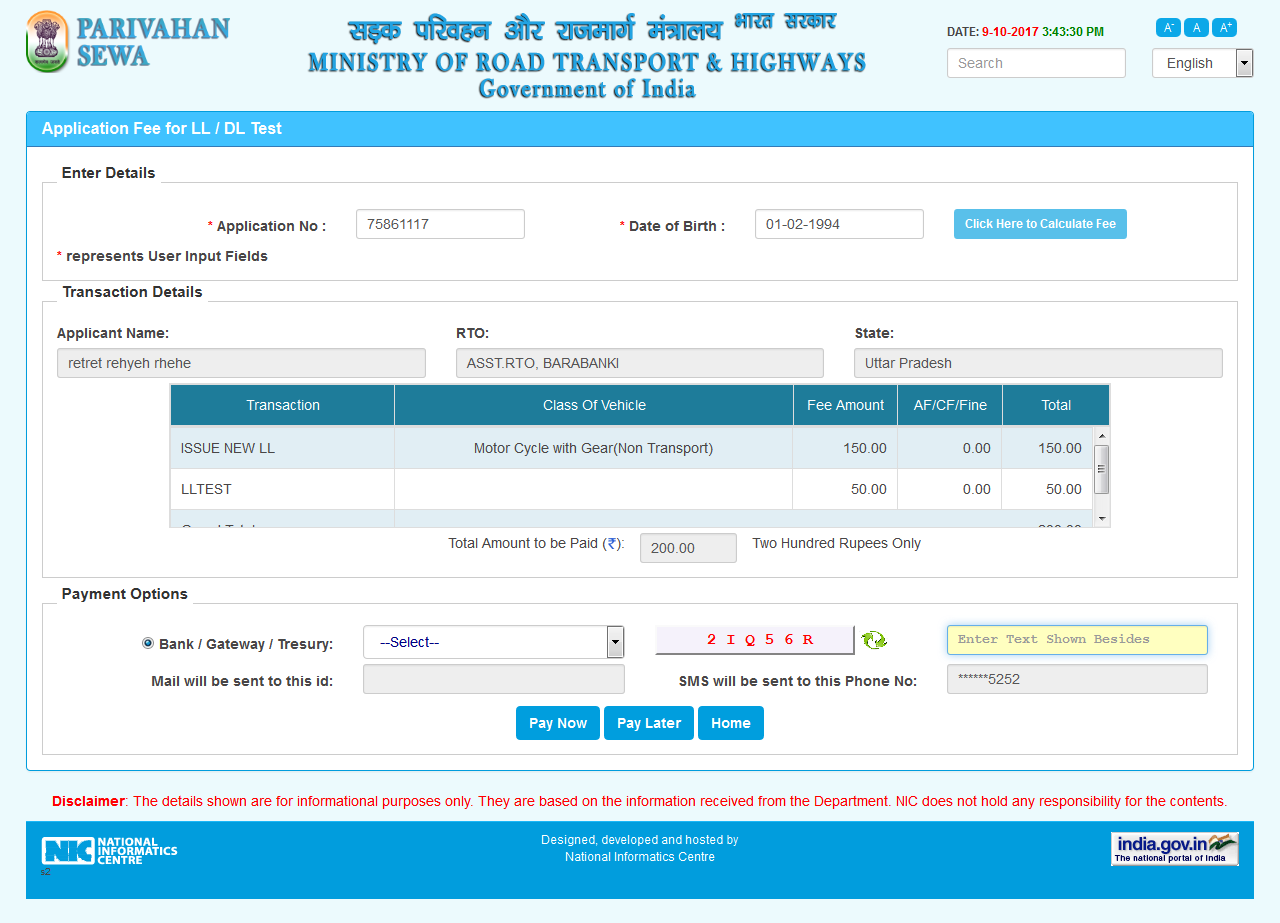 PARIVAHAN
SEWA
सड़क परिवहन और राजमार्ग मंत्रालय भारत सरकार
MINISTRY OF ROAD TRANSPORT & HIGHWAYS
Government of India
DATE: 9-10-2017 3:43:30 PM
A- A A+
Search
English
Application Fee for LL / DL Test
Enter Details
* Application No : 75861117 * Date of Birth : 01-02-1994 Click Here to Calculate Fee
* represents User Input Fields
Transaction Details
Applicant Name: RTO: State:
retret rehyeh rhehe ASST.RTO, BARABANKI Uttar Pradesh
Transaction Class Of Vehicle Fee Amount AF/CF/Fine Total
ISSUE NEW LL Motor Cycle with Gear(Non Transport) 150.00 0.00 150.00
LLTEST 50.00 0.00 50.00
Total Amount to be Paid (₹): 200.00 Two Hundred Rupees Only
Payment Options
Bank / Gateway / Tresury: --Select-- 2 I Q 5 6 R Enter Text Shown Besides
Mail will be sent to this id: SMS will be sent to this Phone No: ******5252
Pay Now Pay Later Home
Disclaimer: The details shown are for informational purposes only. They are based on the information received from the Department. NIC does not hold any responsibility for the contents.
NIC NATIONAL
INFORMATICS
CENTRE
s2
Designed, developed and hosted by
National Informatics Centre
india.gov.in
The national portal of India